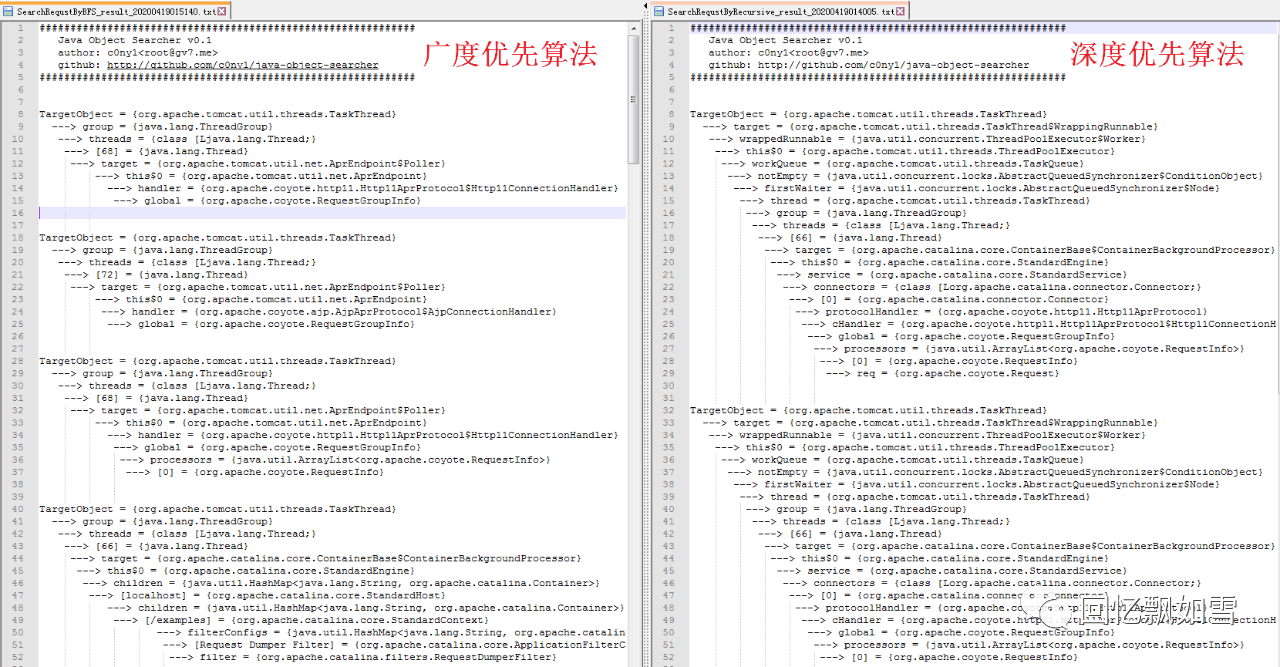 SearchRequstByBFS_result_20200419015140.txt
1 ############################################################
2 Java Object Searcher v0.1
3 author: c0ny1<root@gv7.me>
4 github: http://github.com/c0ny1/java-object-searcher
5 ############################################################
广度优先算法
6
7
8 TargetObject = {org.apache.tomcat.util.threads.TaskThread}
9 ---> group = {java.lang.ThreadGroup}
10 ---> threads = {class [Ljava.lang.Thread;}
11 ---> [68] = {java.lang.Thread}
12 ---> target = {org.apache.tomcat.util.net.AprEndpoint$Poller}
13 ---> this$0 = {org.apache.tomcat.util.net.AprEndpoint}
14 ---> handler = {org.apache.coyote.http11.Http11AprProtocol$Http11ConnectionHandler}
15 ---> global = {org.apache.coyote.RequestGroupInfo}
16
17
18 TargetObject = {org.apache.tomcat.util.threads.TaskThread}
19 ---> group = {java.lang.ThreadGroup}
20 ---> threads = {class [Ljava.lang.Thread;}
21 ---> [72] = {java.lang.Thread}
22 ---> target = {org.apache.tomcat.util.net.AprEndpoint$Poller}
23 ---> this$0 = {org.apache.tomcat.util.net.AprEndpoint}
24 ---> handler = {org.apache.coyote.ajp.AjpAprProtocol$AjpConnectionHandler}
25 ---> global = {org.apache.coyote.RequestGroupInfo}
26
27
28 TargetObject = {org.apache.tomcat.util.threads.TaskThread}
29 ---> group = {java.lang.ThreadGroup}
30 ---> threads = {class [Ljava.lang.Thread;}
31 ---> [68] = {java.lang.Thread}
32 ---> target = {org.apache.tomcat.util.net.AprEndpoint$Poller}
33 ---> this$0 = {org.apache.tomcat.util.net.AprEndpoint}
34 ---> handler = {org.apache.coyote.http11.Http11AprProtocol$Http11ConnectionHandler}
35 ---> global = {org.apache.coyote.RequestGroupInfo}
36 ---> processors = {java.util.ArrayList<org.apache.coyote.RequestInfo>}
37 ---> [0] = {org.apache.coyote.RequestInfo}
38
39
40 TargetObject = {org.apache.tomcat.util.threads.TaskThread}
41 ---> group = {java.lang.ThreadGroup}
42 ---> threads = {class [Ljava.lang.Thread;}
43 ---> [66] = {java.lang.Thread}
44 ---> target = {org.apache.catalina.core.ContainerBase$ContainerBackgroundProcessor}
45 ---> this$0 = {org.apache.catalina.core.StandardEngine}
46 ---> children = {java.util.HashMap<java.lang.String, org.apache.catalina.Container>}
47 ---> [localhost] = {org.apache.catalina.core.StandardHost}
48 ---> children = {java.util.HashMap<java.lang.String, org.apache.catalina.Container>}
49 ---> [/examples] = {org.apache.catalina.core.StandardContext}
50 ---> filterConfigs = {java.util.HashMap<java.lang.String, org.apache.catalin
51 ---> [Request Dumper Filter] = {org.apache.catalina.core.ApplicationFilterC
52 ---> filter = {org.apache.catalina.filters.RequestDumperFilter}
SearchRequstByRecursive_result_20200419014005.txt
1 ############################################################
2 Java Object Searcher v0.1
3 author: c0ny1<root@gv7.me>
4 github: http://github.com/c0ny1/java-object-searcher
5 ############################################################
深度优先算法
6
7
8 TargetObject = {org.apache.tomcat.util.threads.TaskThread}
9 ---> target = {org.apache.tomcat.util.threads.TaskThread$WrappingRunnable}
10 ---> wrappedRunnable = {java.util.concurrent.ThreadPoolExecutor$Worker}
11 ---> this$0 = {org.apache.tomcat.util.threads.ThreadPoolExecutor}
12 ---> workQueue = {org.apache.tomcat.util.threads.TaskQueue}
13 ---> notEmpty = {java.util.concurrent.locks.AbstractQueuedSynchronizer$ConditionObject}
14 ---> firstWaiter = {java.util.concurrent.locks.AbstractQueuedSynchronizer$Node}
15 ---> thread = {org.apache.tomcat.util.threads.TaskThread}
16 ---> group = {java.lang.ThreadGroup}
17 ---> threads = {class [Ljava.lang.Thread;}
18 ---> [66] = {java.lang.Thread}
19 ---> target = {org.apache.catalina.core.ContainerBase$ContainerBackgroundProcessor}
20 ---> this$0 = {org.apache.catalina.core.StandardEngine}
21 ---> service = {org.apache.catalina.core.StandardService}
22 ---> connectors = {class [Lorg.apache.catalina.connector.Connector;}
23 ---> [0] = {org.apache.catalina.connector.Connector}
24 ---> protocolHandler = {org.apache.coyote.http11.Http11AprProtocol}
25 ---> cHandler = {org.apache.coyote.http11.Http11AprProtocol$Http11ConnectionH
26 ---> global = {org.apache.coyote.RequestGroupInfo}
27 ---> processors = {java.util.ArrayList<org.apache.coyote.RequestInfo>}
28 ---> [0] = {org.apache.coyote.RequestInfo}
29 ---> req = {org.apache.coyote.Request}
30
31
32 TargetObject = {org.apache.tomcat.util.threads.TaskThread}
33 ---> target = {org.apache.tomcat.util.threads.TaskThread$WrappingRunnable}
34 ---> wrappedRunnable = {java.util.concurrent.ThreadPoolExecutor$Worker}
35 ---> this$0 = {org.apache.tomcat.util.threads.ThreadPoolExecutor}
36 ---> workQueue = {org.apache.tomcat.util.threads.TaskQueue}
37 ---> notEmpty = {java.util.concurrent.locks.AbstractQueuedSynchronizer$ConditionObject}
38 ---> firstWaiter = {java.util.concurrent.locks.AbstractQueuedSynchronizer$Node}
39 ---> thread = {org.apache.tomcat.util.threads.TaskThread}
40 ---> group = {java.lang.ThreadGroup}
41 ---> threads = {class [Ljava.lang.Thread;}
42 ---> [66] = {java.lang.Thread}
43 ---> target = {org.apache.catalina.core.ContainerBase$ContainerBackgroundProcessor}
44 ---> this$0 = {org.apache.catalina.core.StandardEngine}
45 ---> service = {org.apache.catalina.core.StandardService}
46 ---> connectors = {class [Lorg.apache.catalina.connector.Connector;}
47 ---> [0] = {org.apache.catalina.connector.Connector}
48 ---> protocolHandler = {org.apache.coyote.http11.Http11AprProtocol}
49 ---> cHandler = {org.apache.coyote.http11.Http11AprProtocol$Http11ConnectionH
50 ---> global = {org.apache.coyote.RequestGroupInfo}
51 ---> processors = {java.util.ArrayList<org.apache.coyote.RequestInfo>}
52 ---> [0] = {org.apache.coyote.RequestInfo}
回忆飘如雪